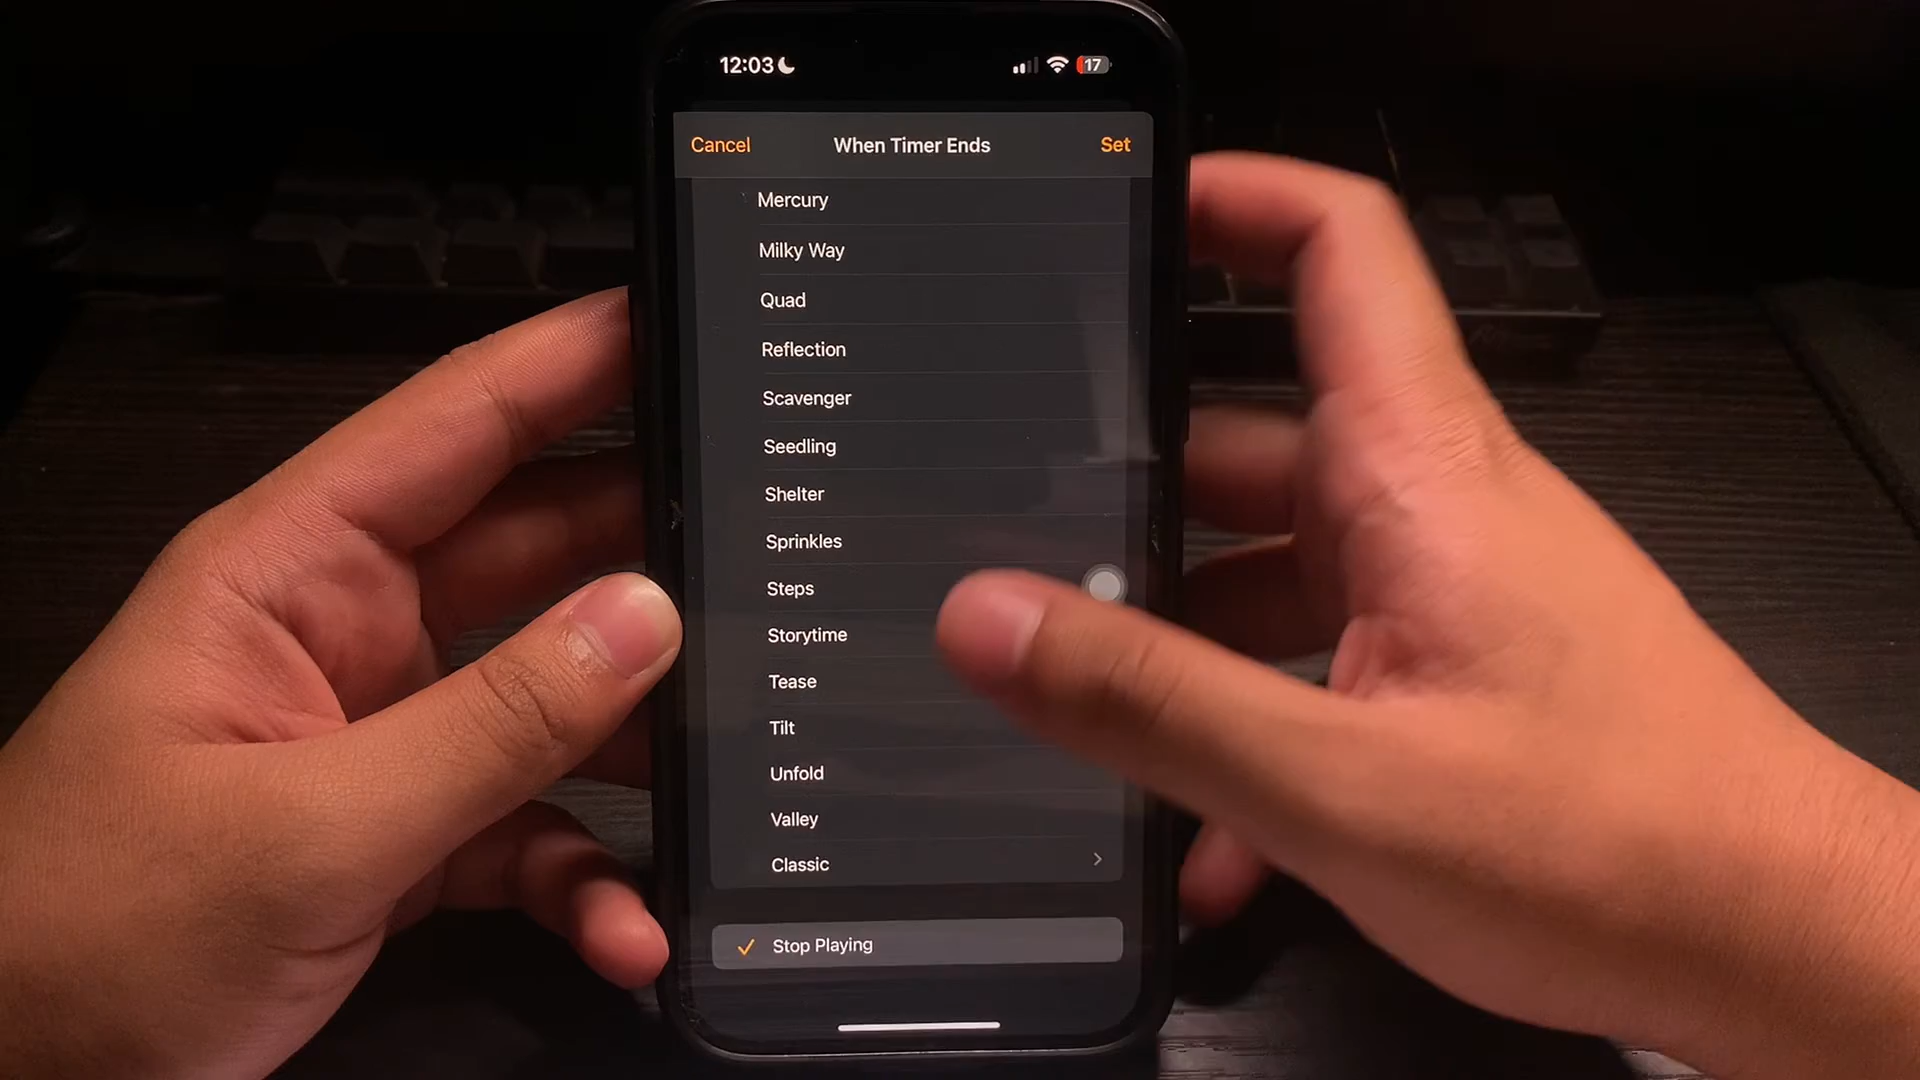 12:03
17
Cancel
When Timer Ends
Set
Mercury
Milky Way
Quad
Reflection
Scavenger
Seedling
Shelter
Sprinkles
Steps
Storytime
Tease
Tilt
Unfold
Valley
Classic
Stop Playing